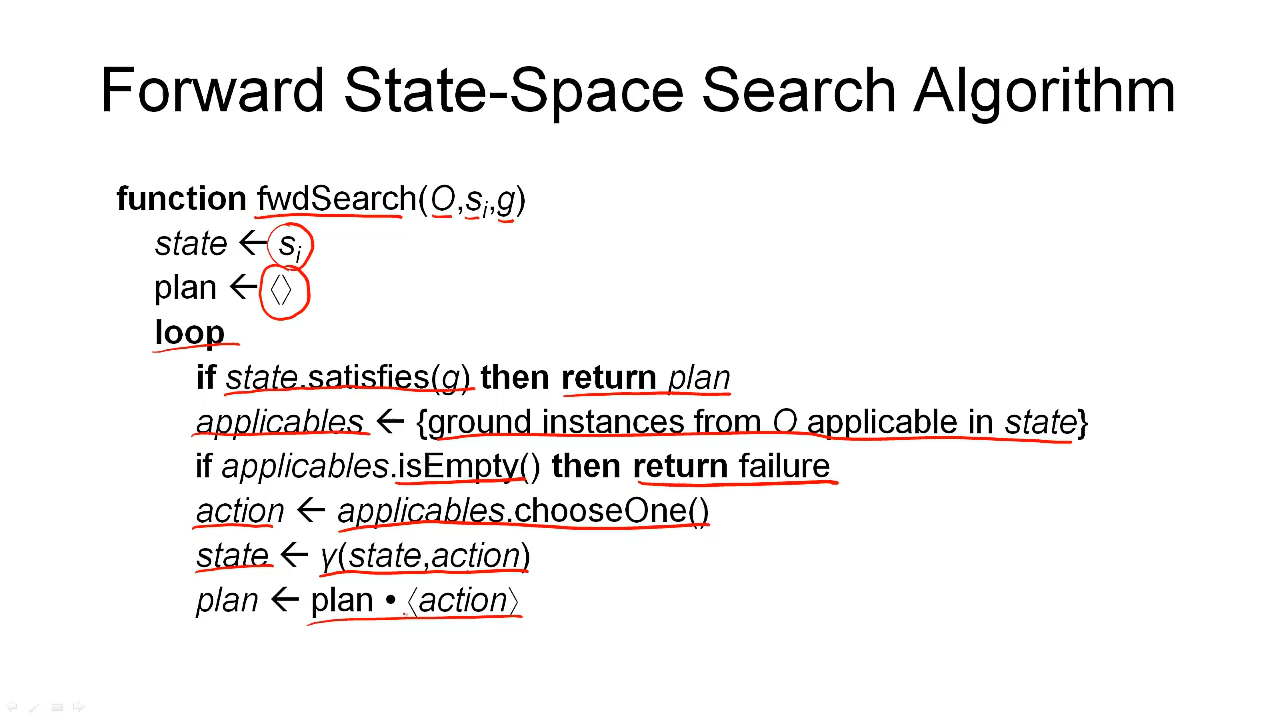 Forward State-Space Search Algorithm
function fwdSearch(O,sᵢ,g)
state ← sᵢ
plan ← ⟨⟩
loop
if state.satisfies(g) then return plan
applicables ← {ground instances from O applicable in state}
if applicables.isEmpty() then return failure
action ← applicables.chooseOne()
state ← γ(state,action)
plan ← plan • ⟨action⟩